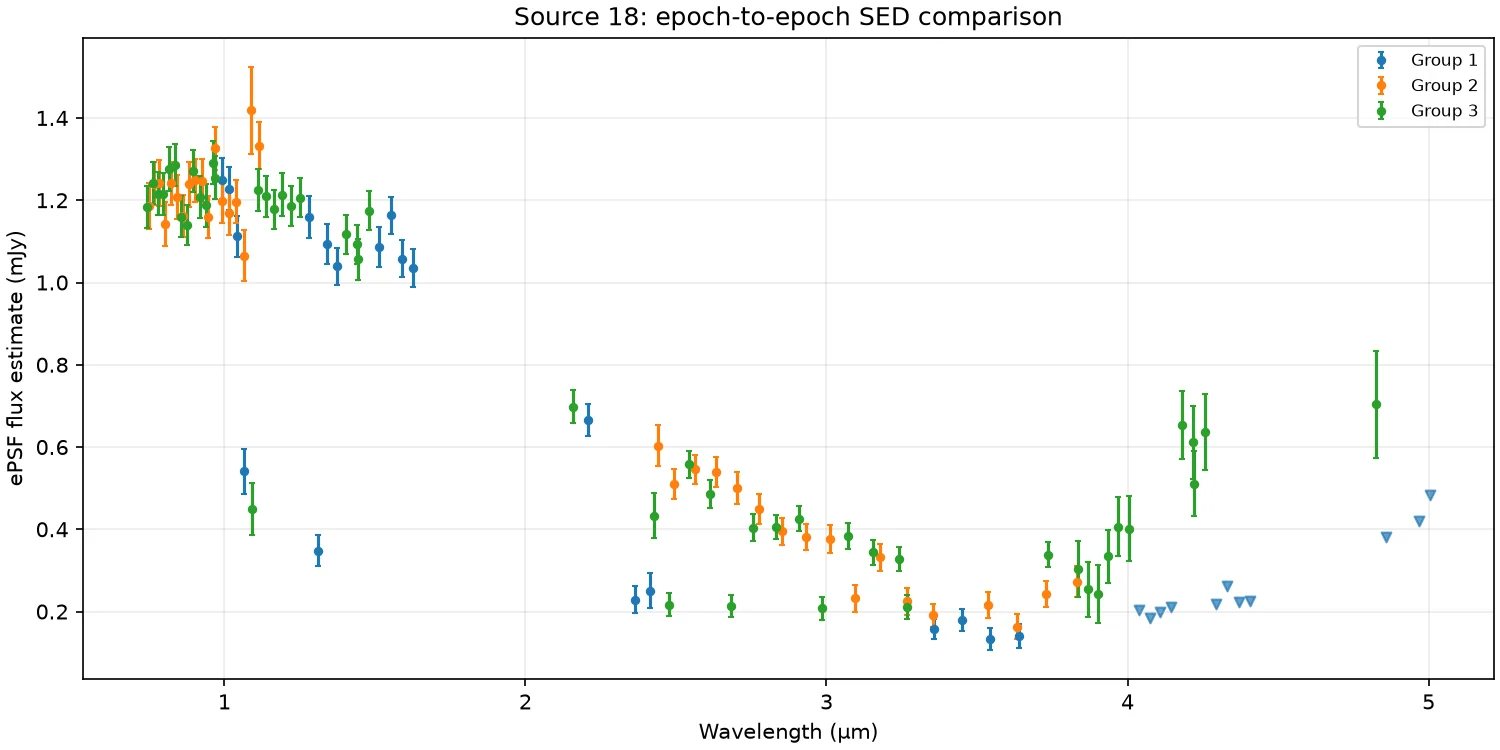 Source 18: epoch-to-epoch SED comparison
ePSF flux estimate (mJy)
1.4
1.2
1.0
0.8
0.6
0.4
0.2
Group 1
Group 2
Group 3
1 2 3 4 5
Wavelength (μm)